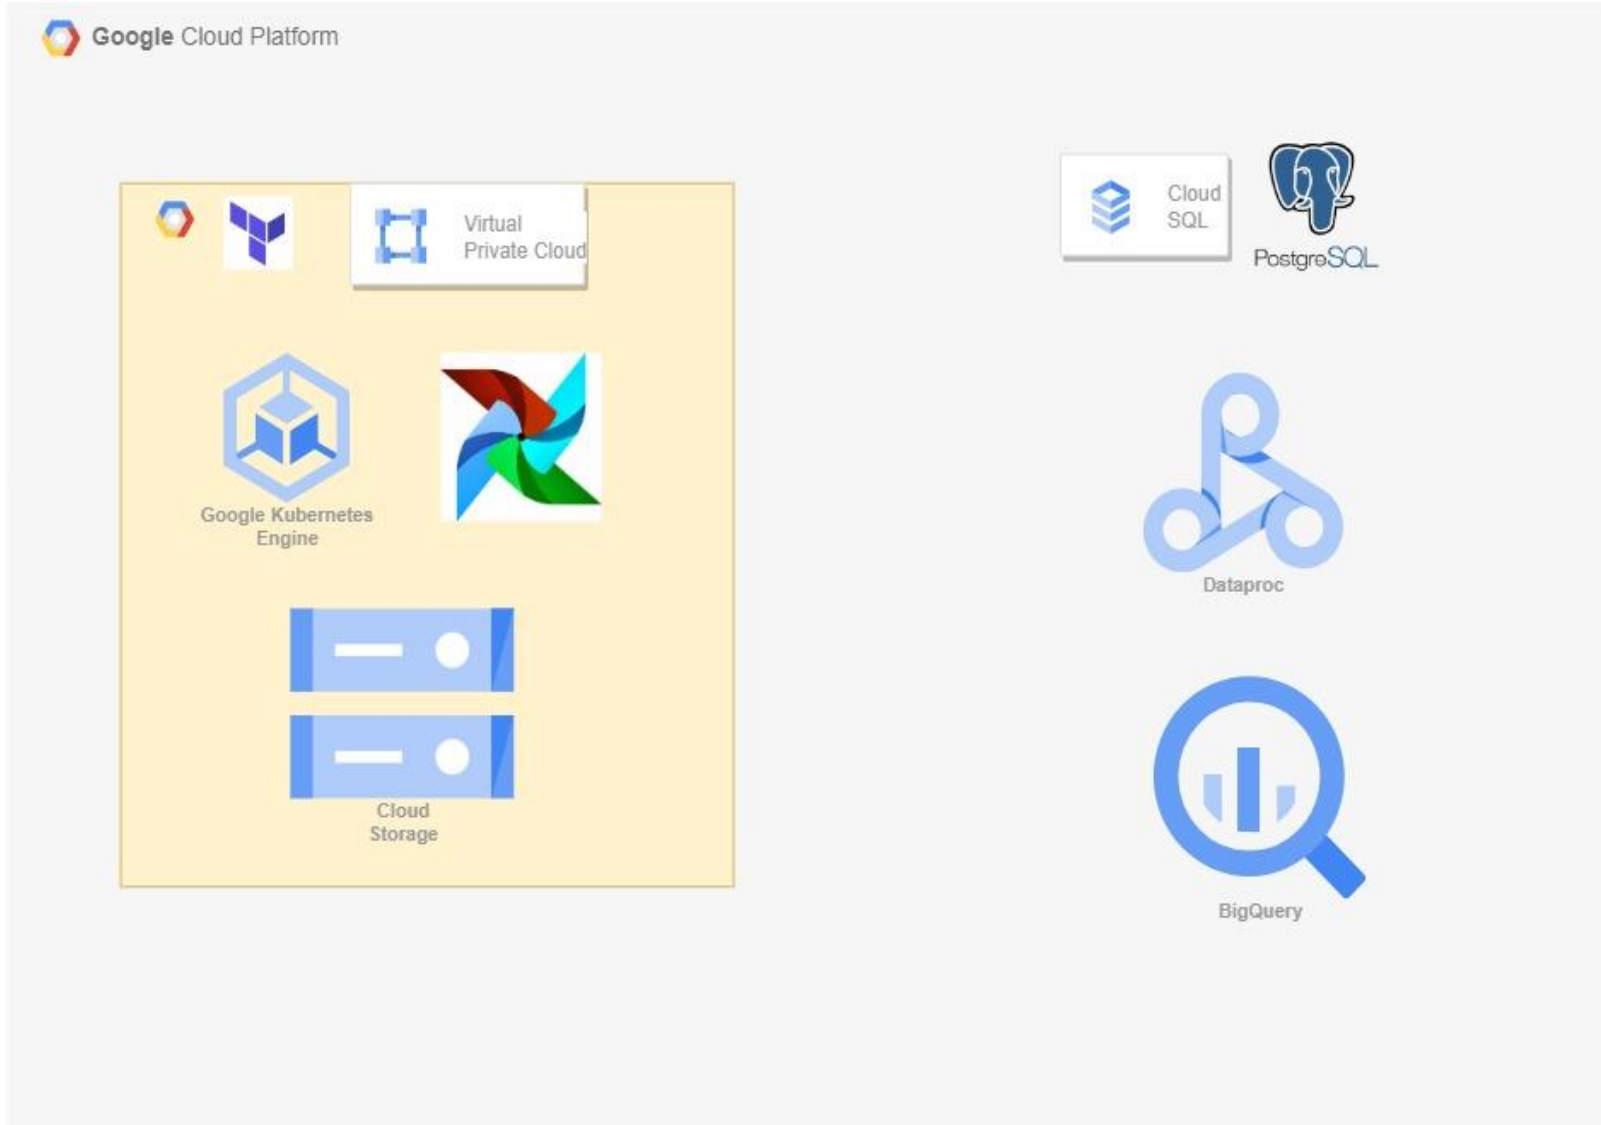 Google Cloud Platform
Virtual
Private Cloud
Cloud
SQL
PostgreSQL
Google Kubernetes
Engine
Dataproc
Cloud
Storage
BigQuery